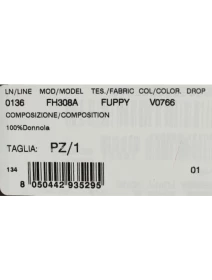 LN/LINE MOD/MODEL TES./FABRIC COL/COLOR DROP
0136 FH308A FUPPY V0766
COMPOSIZIONE/COMPOSITION
100%Donnola
TAGLIA: PZ/1
134 01
8 050442 935295